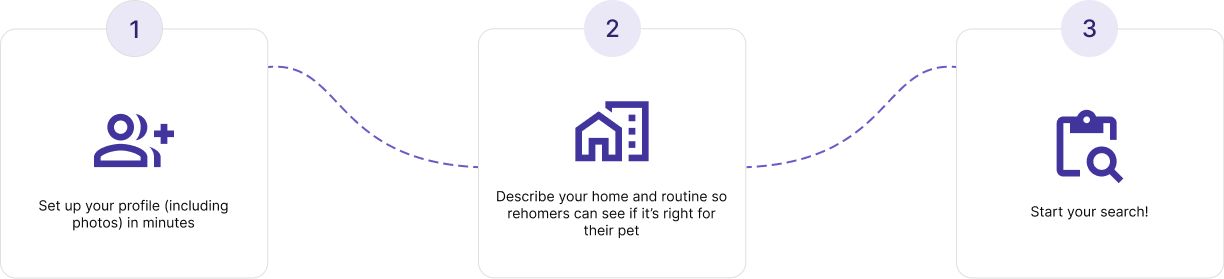 1
Set up your profile (including
photos) in minutes
2
Describe your home and routine so
rehomers can see if it’s right for
their pet
3
Start your search!